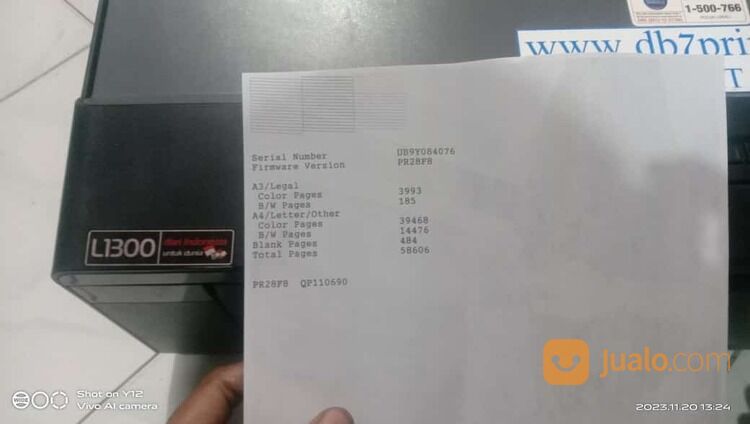 1-500-766
www.db7pri
T
Serial Number UB9Y084076
Firmware Version PR28F8
A3/Legal
Color Pages 3993
B/W Pages 185
A4/Letter/Other
Color Pages 39468
B/W Pages 14476
Blank Pages 484
Total Pages 58606
PR28F8 QP110690
L1300 dari Indonesia
untuk dunia
jualo.com
WIDE
Shot on Y12
Vivo AI camera
2023.11.20 13:24